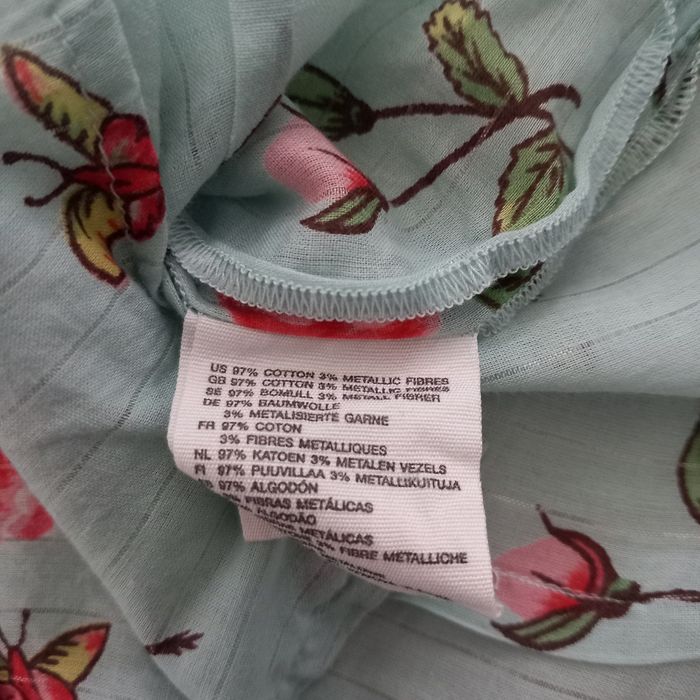 US 97% COTTON 3% METALLIC FIBRES
GB 97% COTTON 3% METALLIC FIBRES
SE 97% BOMULL 3% METALL FIBRER
DE 97% BAUMWOLLE
3% METALISIERTE GARNE
FR 97% COTON
3% FIBRES METALLIQUES
NL 97% KATOEN 3% METALEN VEZELS
FI 97% PUUVILLAA 3% METALLIKUITUJA
97% ALGODÓN
FIBRAS METÁLICAS
ALGODÃO
METÁLICAS
3% FIBRE METALLICHE